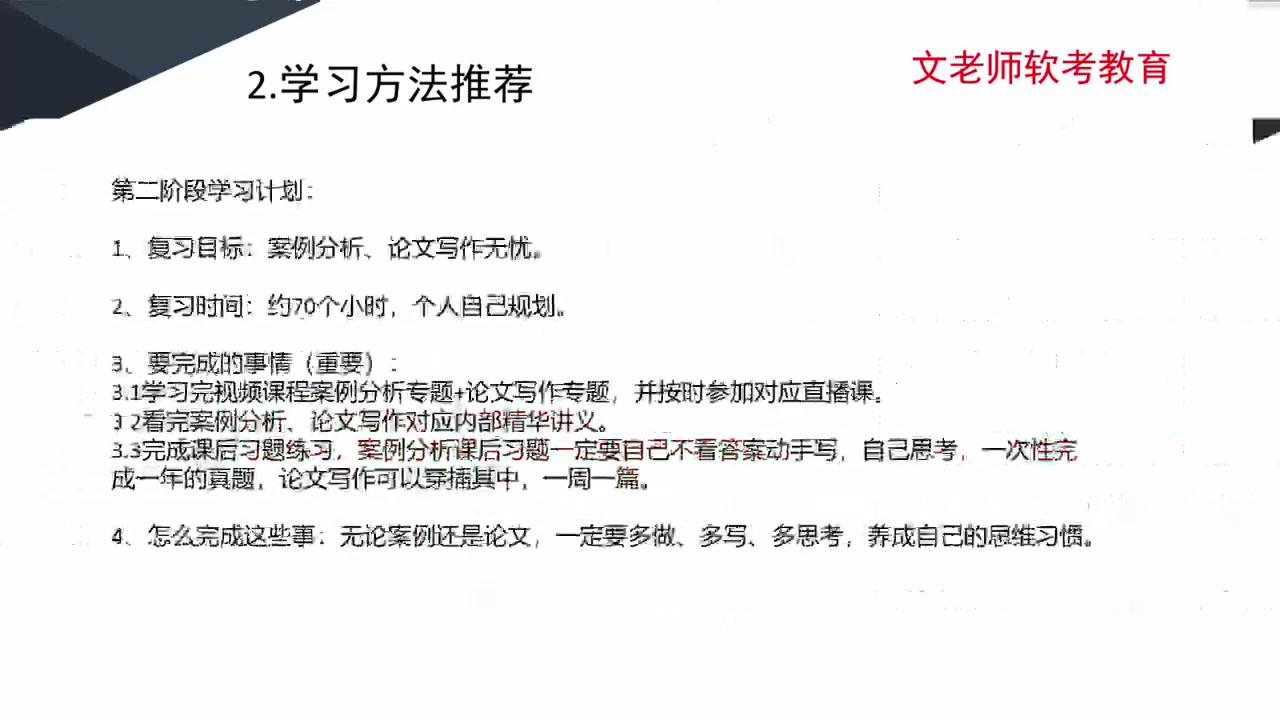 2.学习方法推荐
文老师软考教育
第二阶段学习计划：
1、复习目标：案例分析、论文写作无忧。
2、复习时间：约70个小时，个人自己规划。
3、要完成的事情（重要）：
3.1学习完视频课程案例分析专题+论文写作专题，并按时参加对应直播课。
3.2看完案例分析、论文写作对应内部精华讲义。
3.3完成课后习题练习，案例分析课后习题一定要自己不看答案动手写，自己思考，一次性完
成一年的真题，论文写作可以穿插其中，一周一篇。
4、怎么完成这些事：无论案例还是论文，一定要多做、多写、多思考，养成自己的思维习惯。